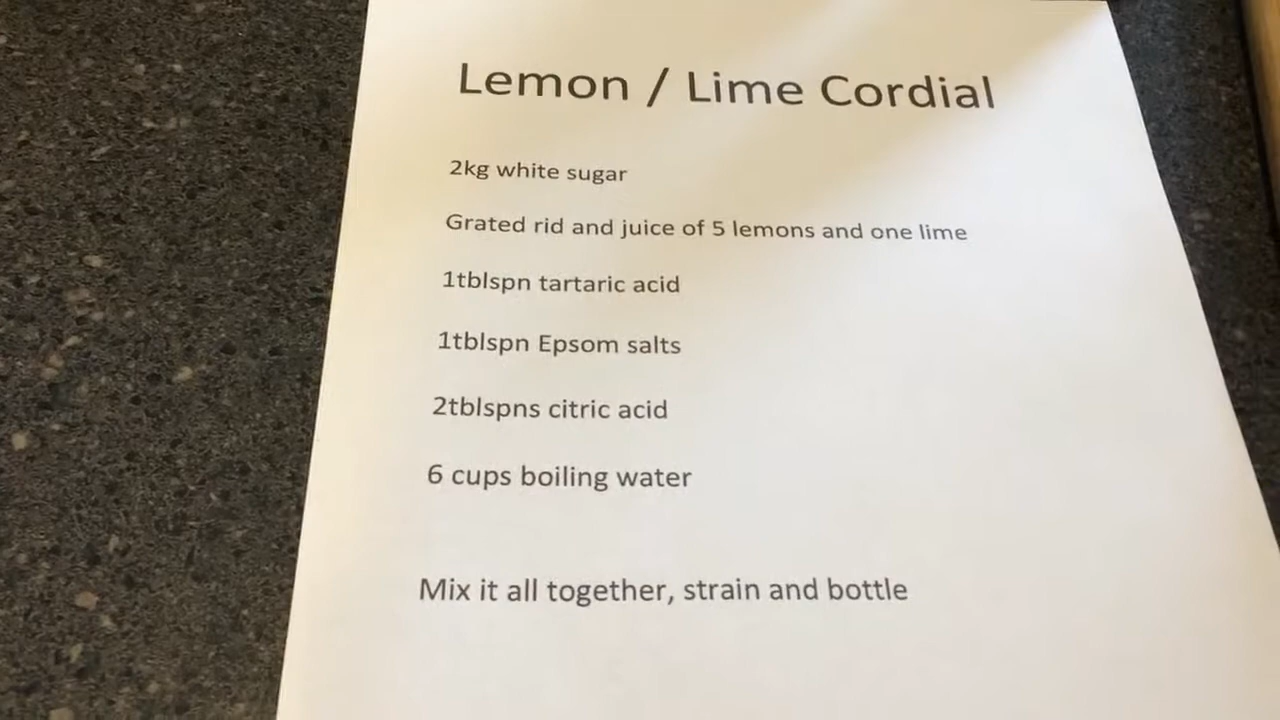 Lemon / Lime Cordial
2kg white sugar
Grated rid and juice of 5 lemons and one lime
1tblspn tartaric acid
1tblspn Epsom salts
2tblspns citric acid
6 cups boiling water
Mix it all together, strain and bottle